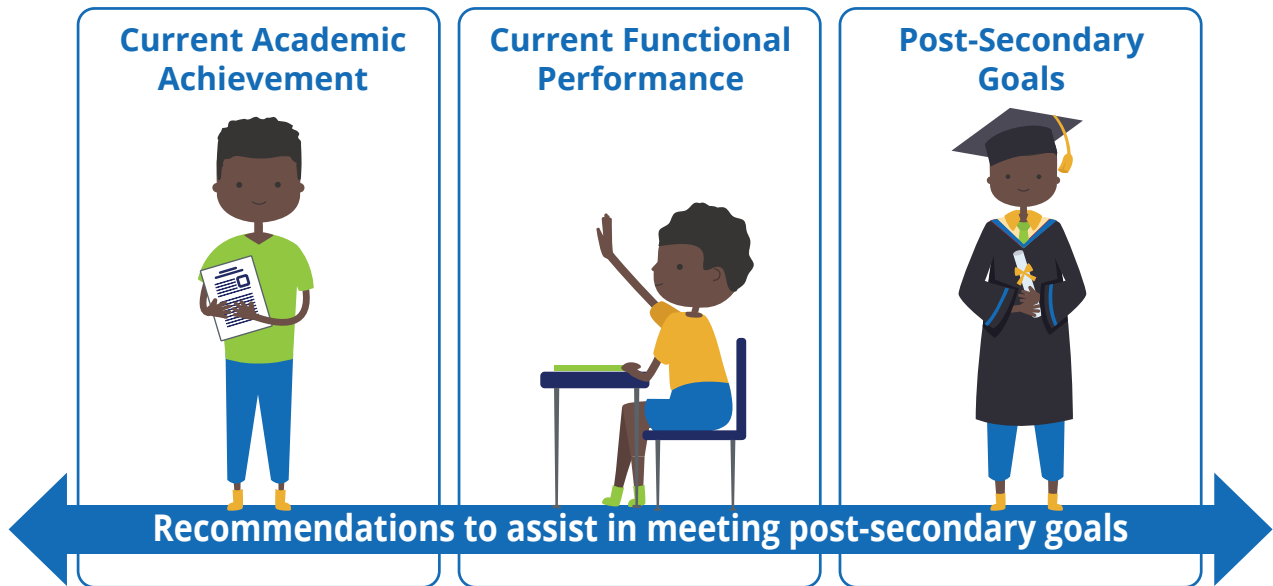 Current Academic
Achievement
Current Functional
Performance
Post-Secondary
Goals
Recommendations to assist in meeting post-secondary goals